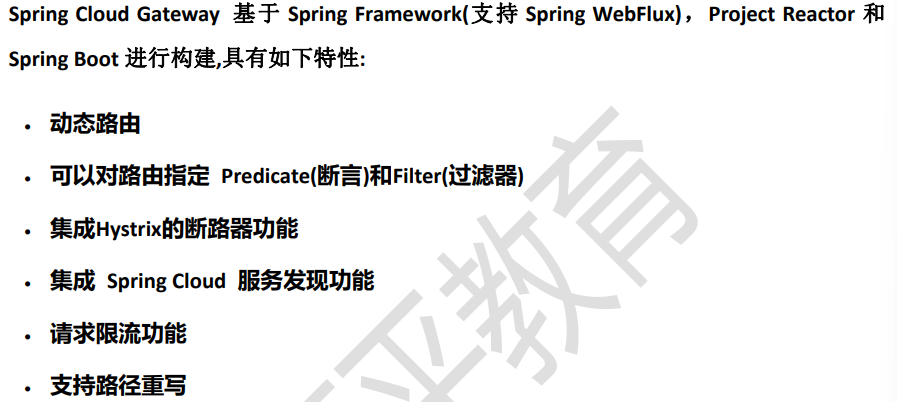 Spring Cloud Gateway 基于 Spring Framework(支持 Spring WebFlux)，Project Reactor 和
Spring Boot 进行构建,具有如下特性:
• 动态路由
• 可以对路由指定 Predicate(断言)和Filter(过滤器)
• 集成Hystrix的断路器功能
• 集成 Spring Cloud 服务发现功能
• 请求限流功能
• 支持路径重写
平教育